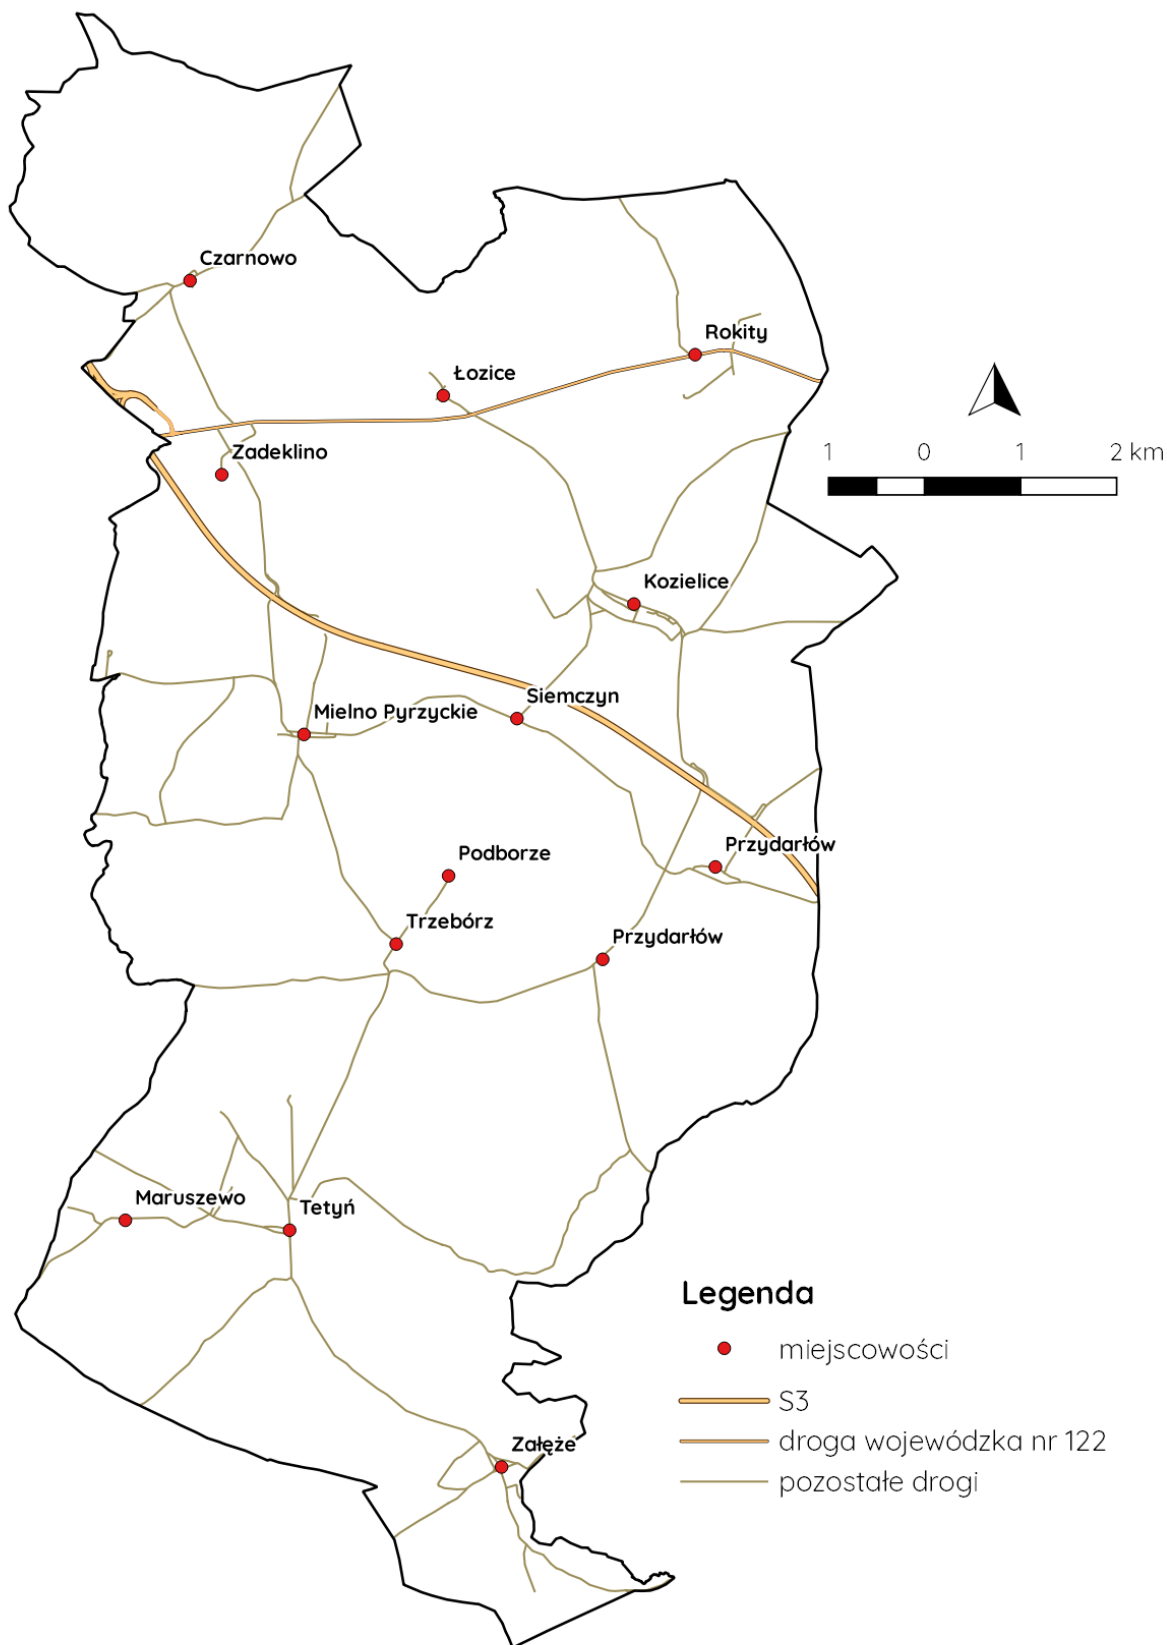 Czarnowo
Rokity
Łozice
Zadeklino
1 0 1 2 km
Kozielice
Siemczyn
Mielno Pyrzyckie
Przydarłów
Podborze
Trzebórz
Przydarłów
Maruszewo
Tetyń
Legenda
miejscowości
S3
droga wojewódzka nr 122
pozostałe drogi
Załęże